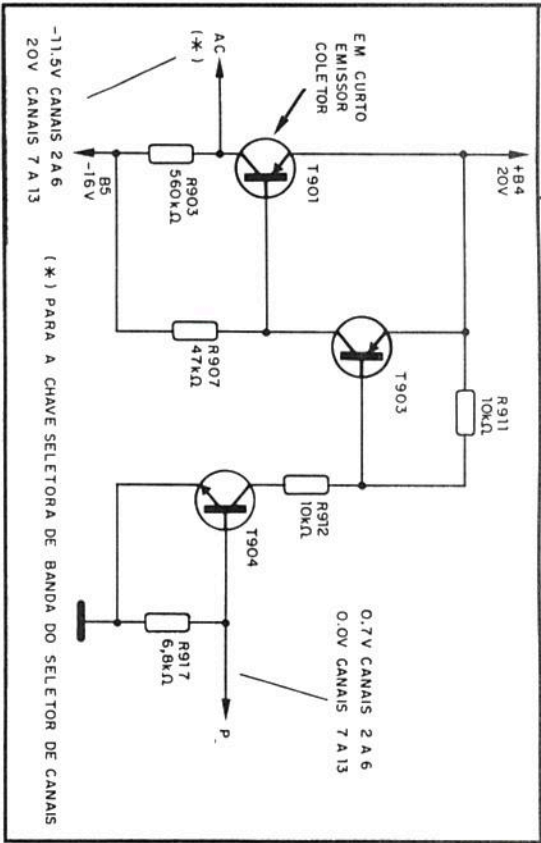 +B4
20V
R911
10kΩ
T903
EM CURTO
EMISSOR
COLETOR
T901
R912
10kΩ
0.7V CANAIS 2 A 6
0.0V CANAIS 7 A 13
AC
(*)
R907
47kΩ
T904
P
R903
560kΩ
B5
-16V
R917
6,8kΩ
-11.5V CANAIS 2 A 6
20V CANAIS 7 A 13
(*) PARA A CHAVE SELETORA DE BANDA DO SELETOR DE CANAIS